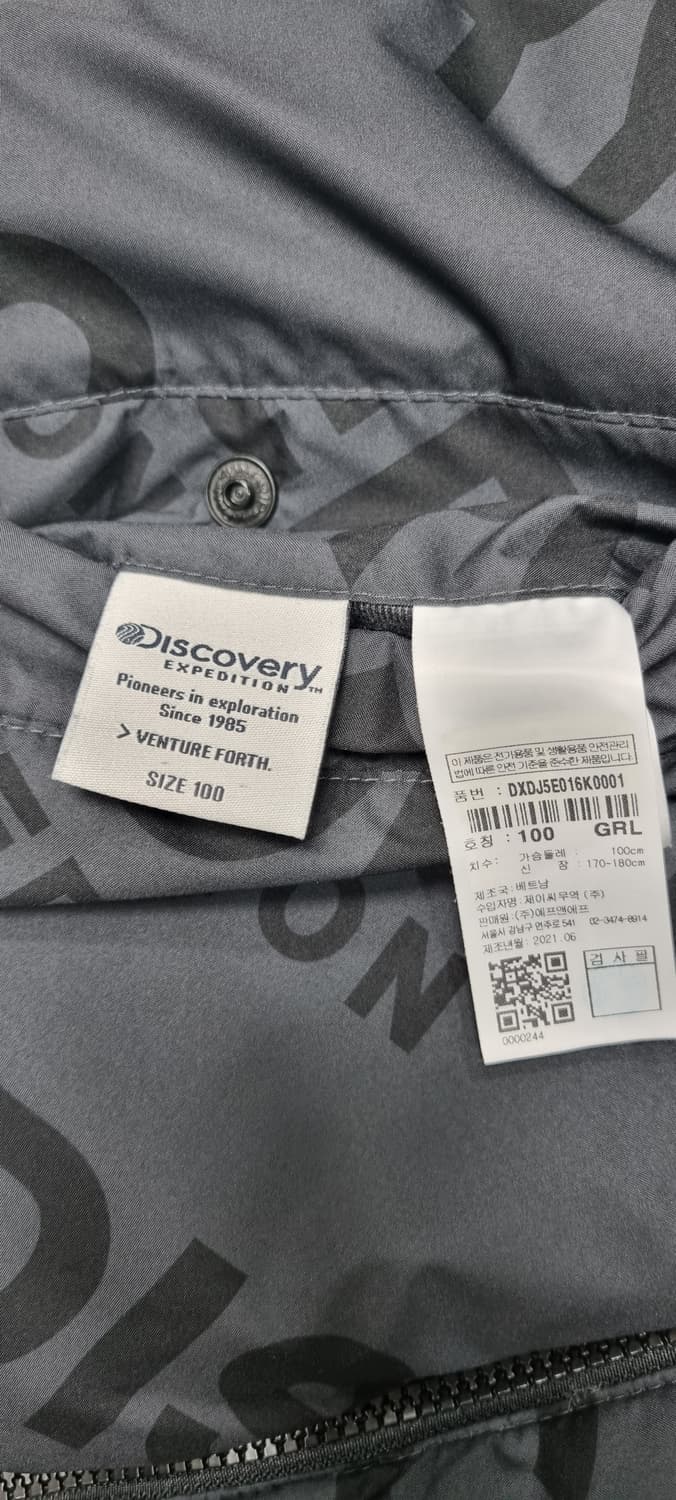 Discovery
EXPEDITION™
Pioneers in exploration
Since 1985
> VENTURE FORTH.
SIZE 100
이 제품은 전기용품 및 생활용품 안전관리
법에 따른 안전 기준을 준수한 제품입니다.
품번 : DXDJ5E016K0001
호칭 : 100 GRL
치수: 가슴둘레 : 100cm
신 장 : 170-180cm
제조국:베트남
수입자명:제이씨무역 (주)
판매원:(주)에프앤에프
서울시 강남구 언주로 541 02-3474-8914
제조년월:2021.06
검 사 필
0000244
ON
DIS